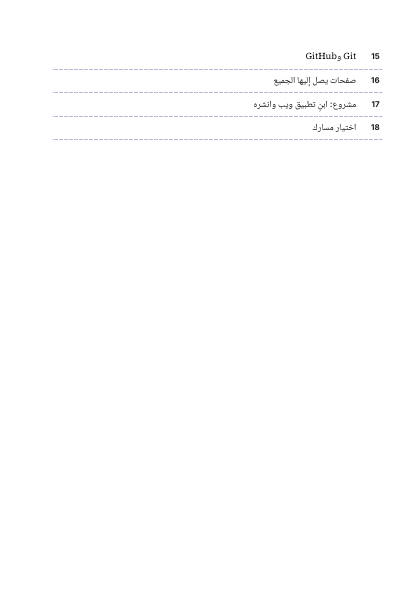 15 Git وGitHub
16 صفحات يصل إليها الجميع
17 مشروع: ابنِ تطبيق ويب وانشره
18 اختيار مسارك